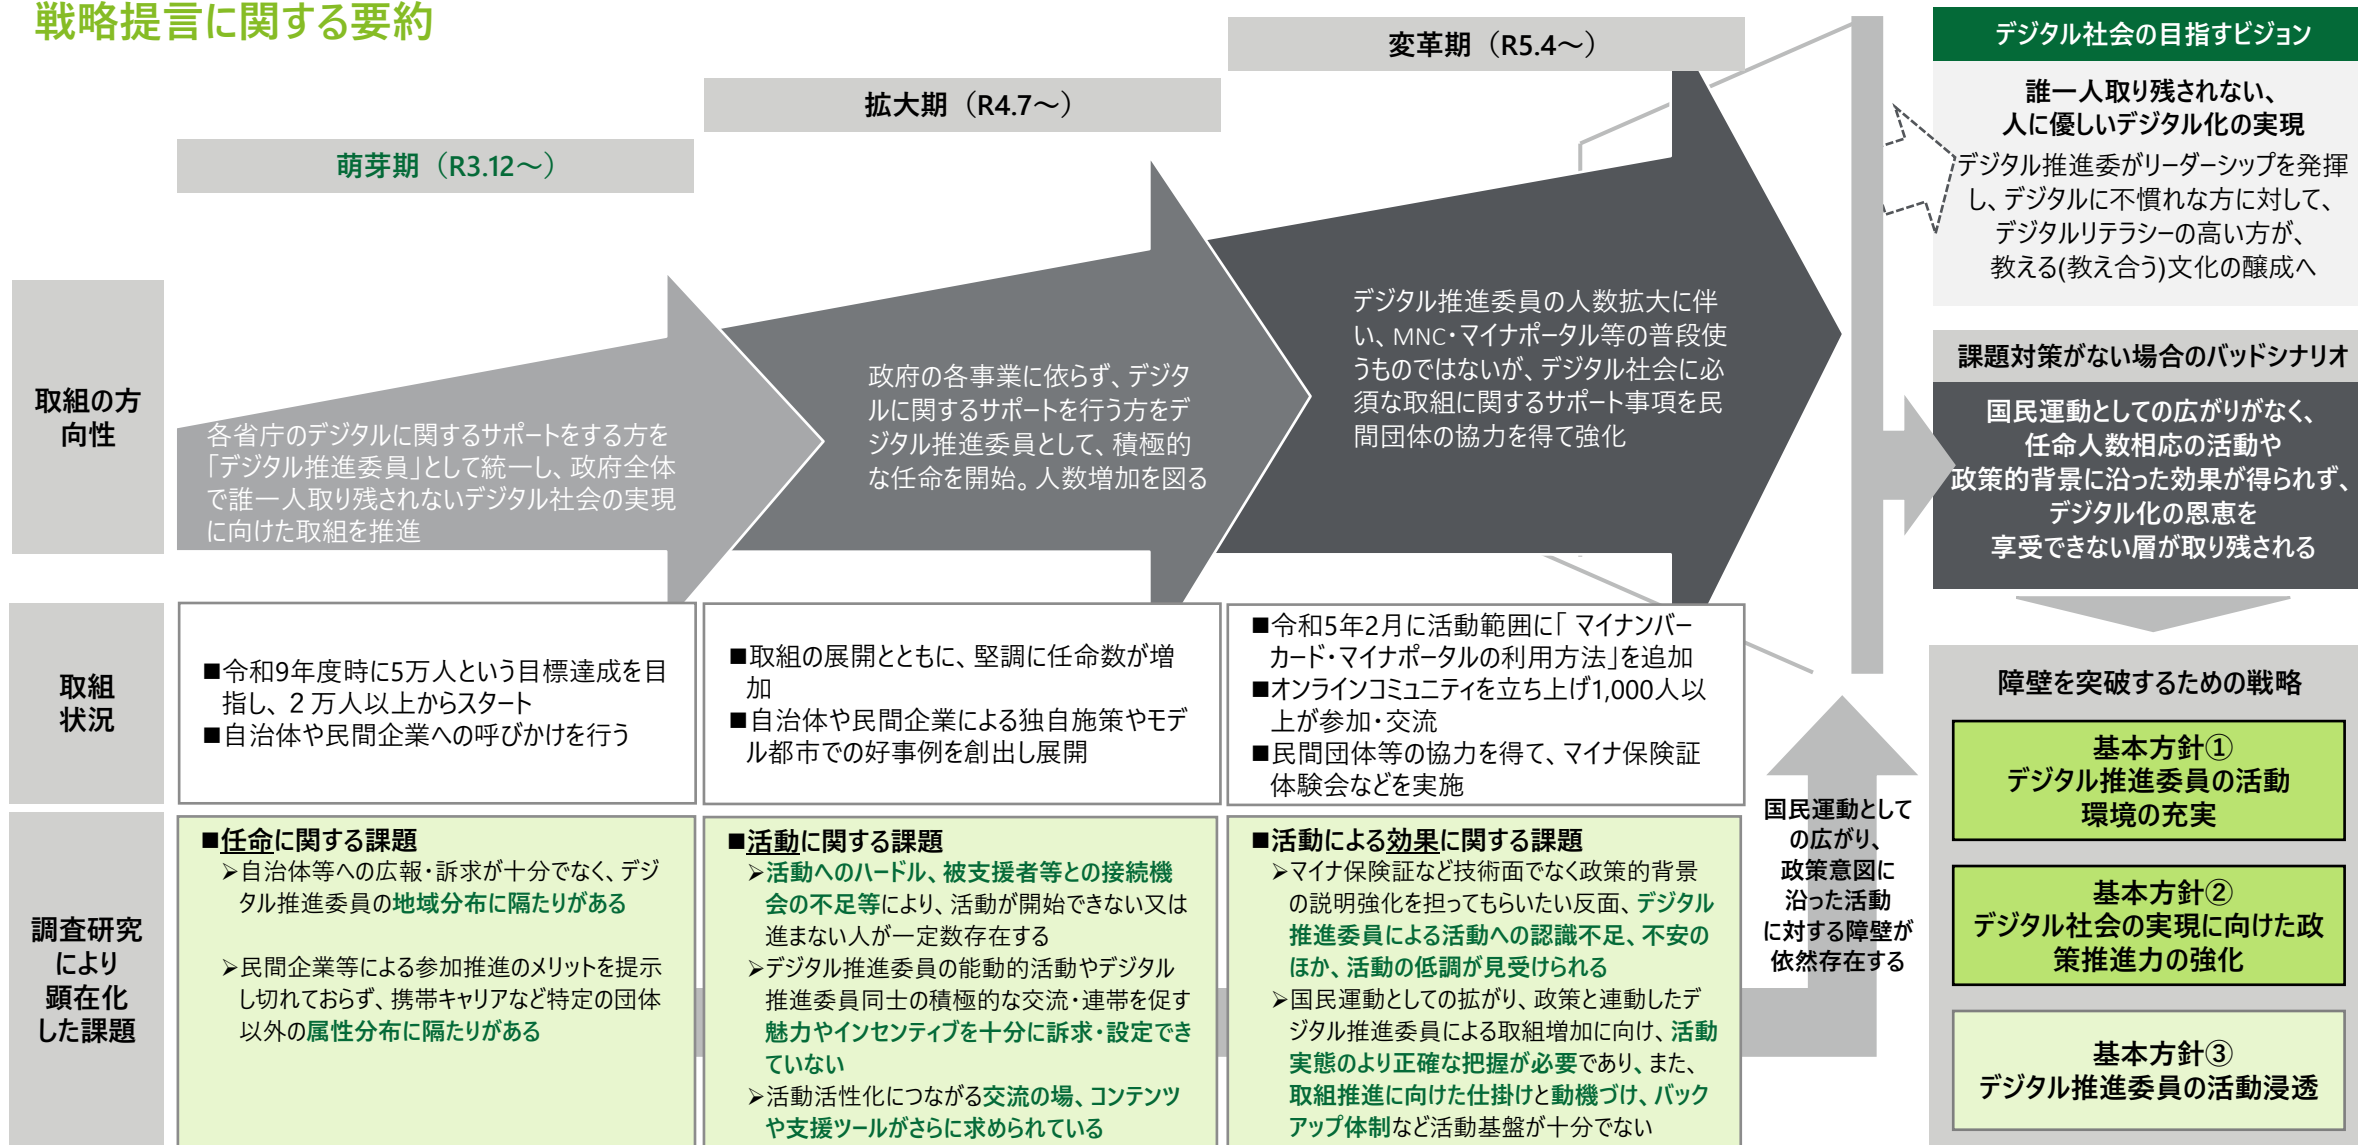 戦略提言に関する要約
萌芽期（R3.12～）
拡大期（R4.7～）
変革期（R5.4～）
取組の方
向性
各省庁のデジタルに関するサポートをする方を
「デジタル推進委員」として統一し、政府全体
で誰一人取り残されないデジタル社会の実現
に向けた取組を推進
政府の各事業に依らず、デジタ
ルに関するサポートを行う方をデ
ジタル推進委員として、積極的
な任命を開始。人数増加を図る
デジタル推進委員の人数拡大に伴
い、MNC・マイナポータル等の普段使
うものではないが、デジタル社会に必
須な取組に関するサポート事項を民
間団体の協力を得て強化
取組
状況
■令和9年度時に5万人という目標達成を目
指し、２万人以上からスタート
■自治体や民間企業への呼びかけを行う
■取組の展開とともに、堅調に任命数が増
加
■自治体や民間企業による独自施策やモデ
ル都市での好事例を創出し展開
■令和5年2月に活動範囲に「 マイナンバー
カード・マイナポータルの利用方法」を追加
■オンラインコミュニティを立ち上げ1,000人以
上が参加・交流
■民間団体等の協力を得て、マイナ保険証
体験会などを実施
調査研究
により
顕在化
した課題
■任命に関する課題
➢自治体等への広報・訴求が十分でなく、デジ
タル推進委員の地域分布に隔たりがある
➢民間企業等による参加推進のメリットを提示
し切れておらず、携帯キャリアなど特定の団体
以外の属性分布に隔たりがある
■活動に関する課題
➢活動へのハードル、被支援者等との接続機
会の不足等により、活動が開始できない又は
進まない人が一定数存在する
➢デジタル推進委員の能動的活動やデジタル
推進委員同士の積極的な交流・連帯を促す
魅力やインセンティブを十分に訴求・設定でき
ていない
➢活動活性化につながる交流の場、コンテンツ
や支援ツールがさらに求められている
■活動による効果に関する課題
➢マイナ保険証など技術面でなく政策的背景
の説明強化を担ってもらいたい反面、デジタル
推進委員による活動への認識不足、不安の
ほか、活動の低調が見受けられる
➢国民運動としての拡がり、政策と連動したデ
ジタル推進委員による取組増加に向け、活動
実態のより正確な把握が必要であり、また、
取組推進に向けた仕掛けと動機づけ、バック
アップ体制など活動基盤が十分でない
国民運動として
の広がり、
政策意図に
沿った活動
に対する障壁が
依然存在する
デジタル社会の目指すビジョン
誰一人取り残されない、
人に優しいデジタル化の実現
デジタル推進委がリーダーシップを発揮
し、デジタルに不慣れな方に対して、
デジタルリテラシーの高い方が、
教える(教え合う)文化の醸成へ
課題対策がない場合のバッドシナリオ
国民運動としての広がりがなく、
任命人数相応の活動や
政策的背景に沿った効果が得られず、
デジタル化の恩恵を
享受できない層が取り残される
障壁を突破するための戦略
基本方針①
デジタル推進委員の活動
環境の充実
基本方針②
デジタル社会の実現に向けた政
策推進力の強化
基本方針③
デジタル推進委員の活動浸透